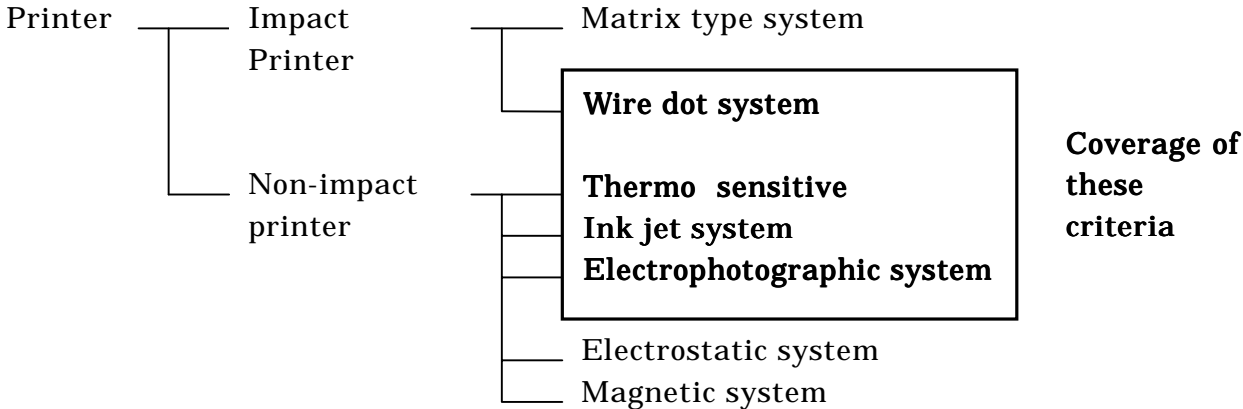 Printer
Impact
Printer
Matrix type system
Wire dot system
Non-impact
printer
Thermo sensitive
Ink jet system
Electrophotographic system
Electrostatic system
Magnetic system
Coverage of
these
criteria